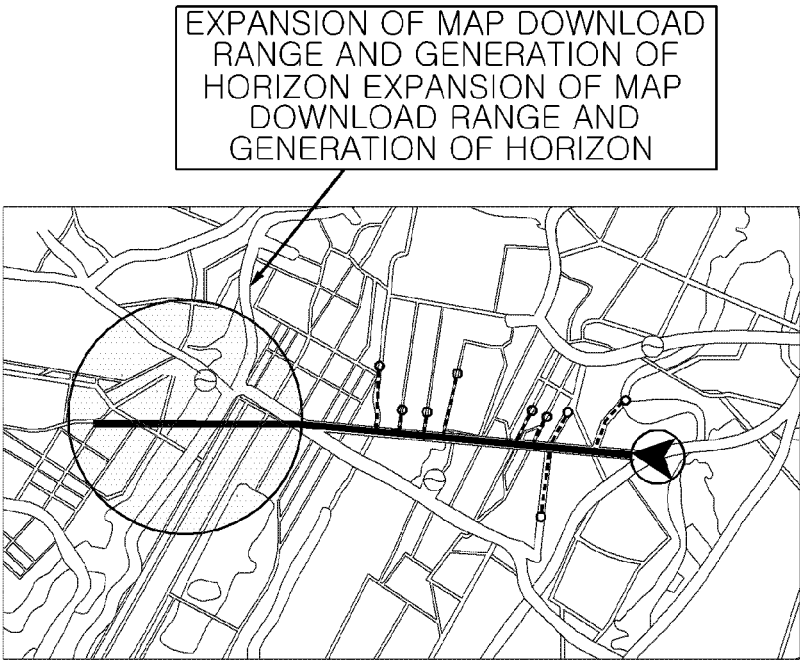 EXPANSION OF MAP DOWNLOAD
RANGE AND GENERATION OF
HORIZON EXPANSION OF MAP
DOWNLOAD RANGE AND
GENERATION OF HORIZON